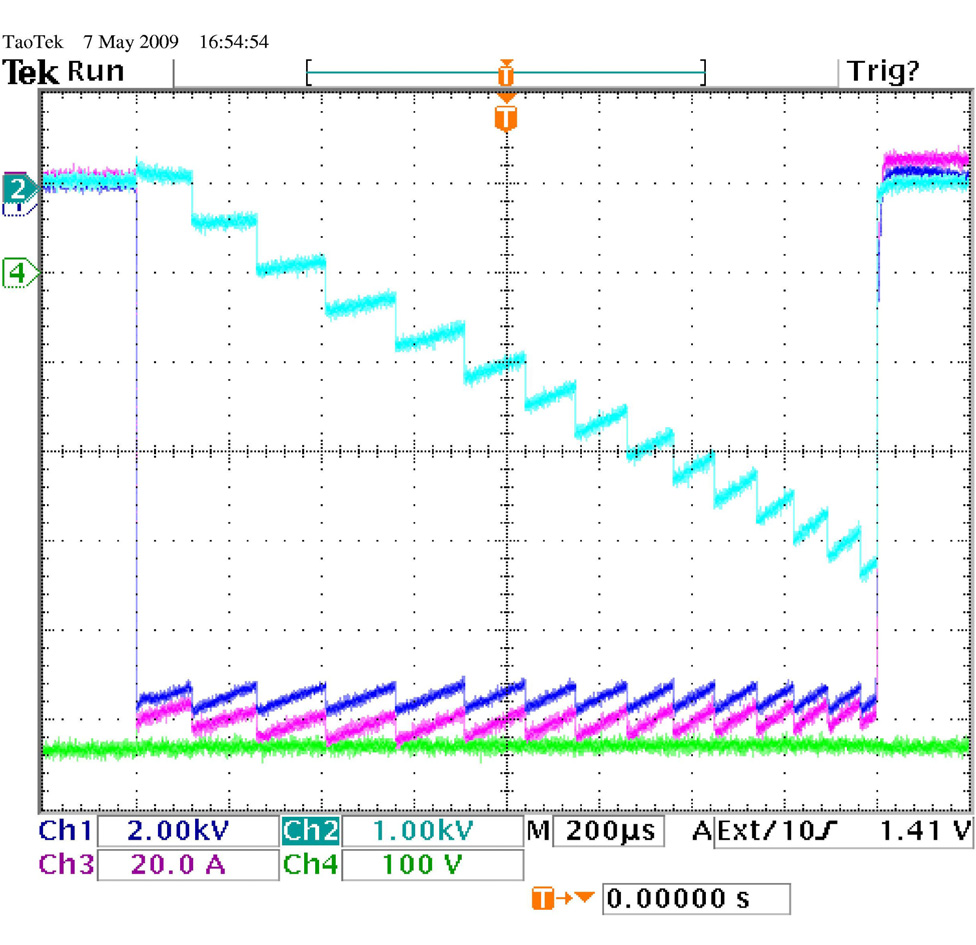 TaoTek 7 May 2009 16:54:54
Tek Run Trig?
T
T
2
4
Ch1 2.00kV Ch2 1.00kV M 200µs A Ext/10 1.41 V
Ch3 20.0 A Ch4 100 V
T 0.00000 s